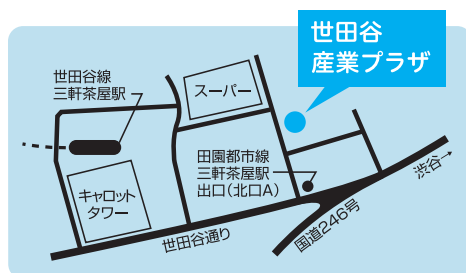 世田谷
産業プラザ
世田谷線
三軒茶屋駅
スーパー
田園都市線
三軒茶屋駅
出口(北口A)
渋谷→
キャロット
タワー
世田谷通り
国道246号